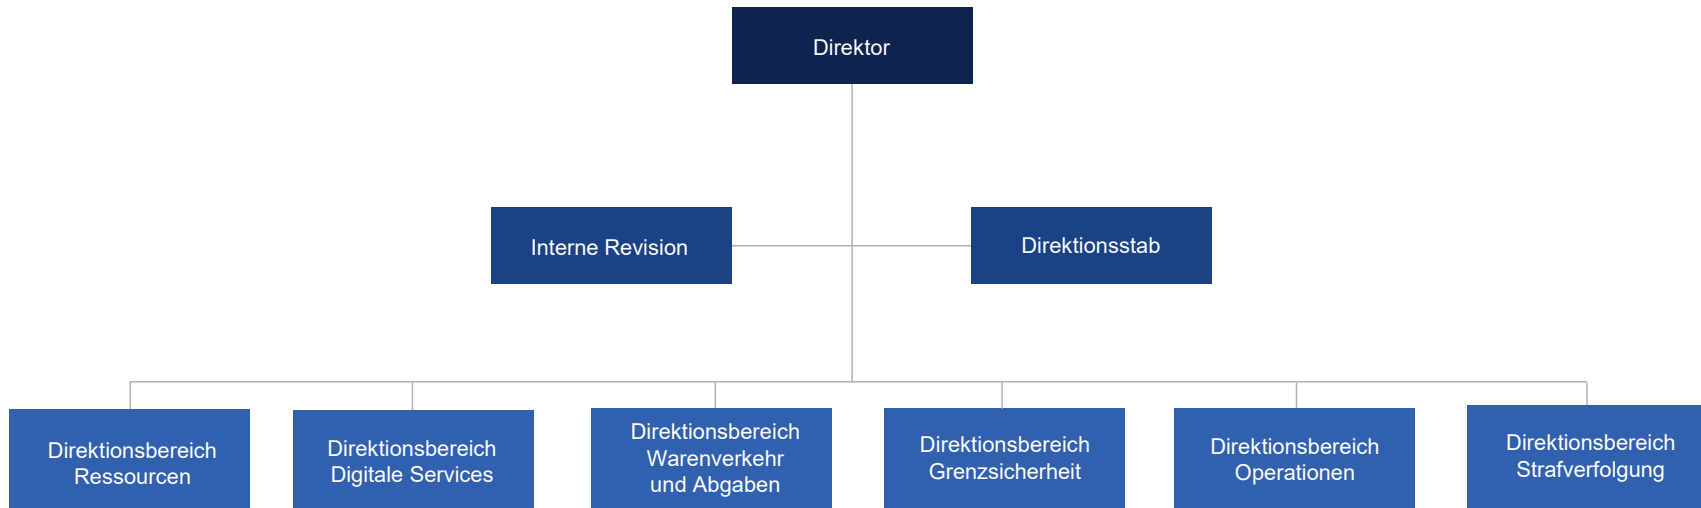 Direktor
Interne Revision
Direktionsstab
Direktionsbereich
Ressourcen
Direktionsbereich
Digitale Services
Direktionsbereich
Warenverkehr
und Abgaben
Direktionsbereich
Grenzsicherheit
Direktionsbereich
Operationen
Direktionsbereich
Strafverfolgung